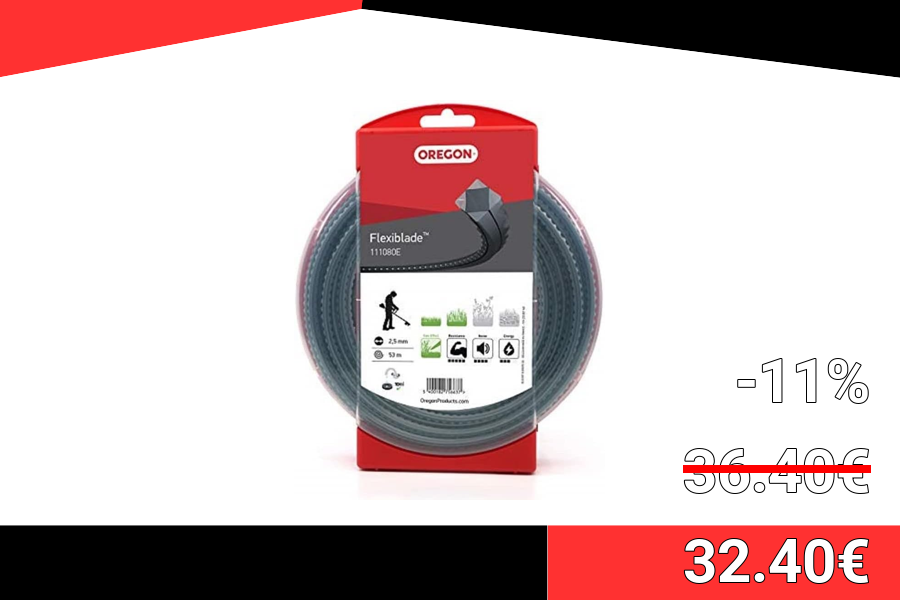 OREGON
Flexiblade™
111080E
2,5 mm
53 m
OregonProducts.com
-11%
36.40€
32.40€